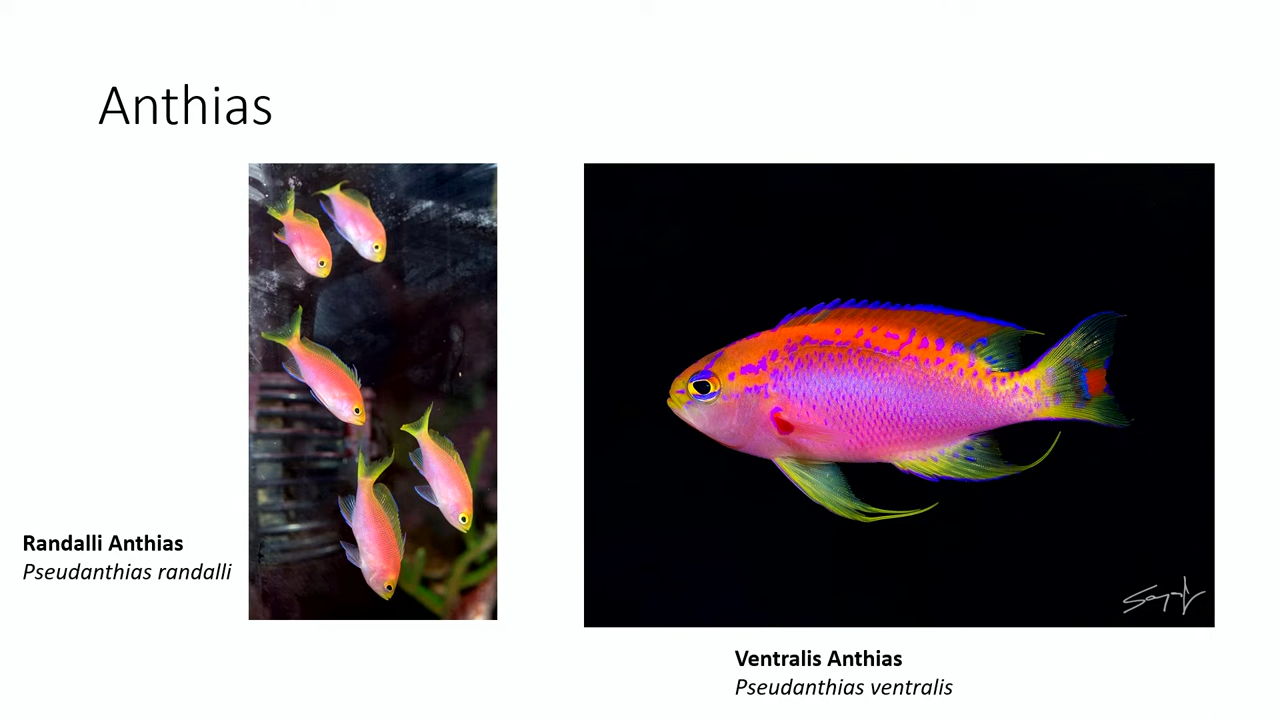 Anthias
Randalli Anthias
Pseudanthias randalli
Ventralis Anthias
Pseudanthias ventralis